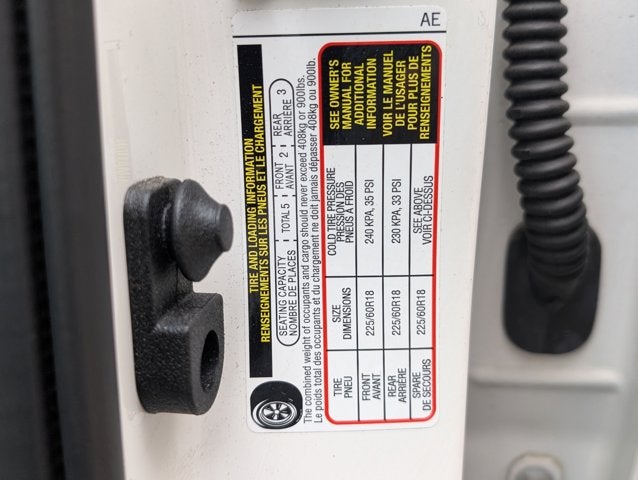 AE
TIRE AND LOADING INFORMATION
RENSEIGNEMENTS SUR LES PNEUS ET LE CHARGEMENT
SEATING CAPACITY
NOMBRE DE PLACES
TOTAL 5
FRONT 2
AVANT
REAR 3
ARRIÈRE
The combined weight of occupants and cargo should never exceed 408kg or 900lbs.
Le poids total des occupants et du chargement ne doit jamais dépasser 408kg ou 900lb.
TIRE
PNEU
SIZE
DIMENSIONS
COLD TIRE PRESSURE
PRESSION DES
PNEUS À FROID
SEE OWNER'S
MANUAL FOR
ADDITIONAL
INFORMATION
VOIR LE MANUEL
DE L'USAGER
POUR PLUS DE
RENSEIGNEMENTS
FRONT
AVANT
225/60R18
240 KPA, 35 PSI
REAR
ARRIÈRE
225/60R18
230 KPA, 33 PSI
SPARE
DE SECOURS
225/60R18
SEE ABOVE
VOIR CI-DESSUS